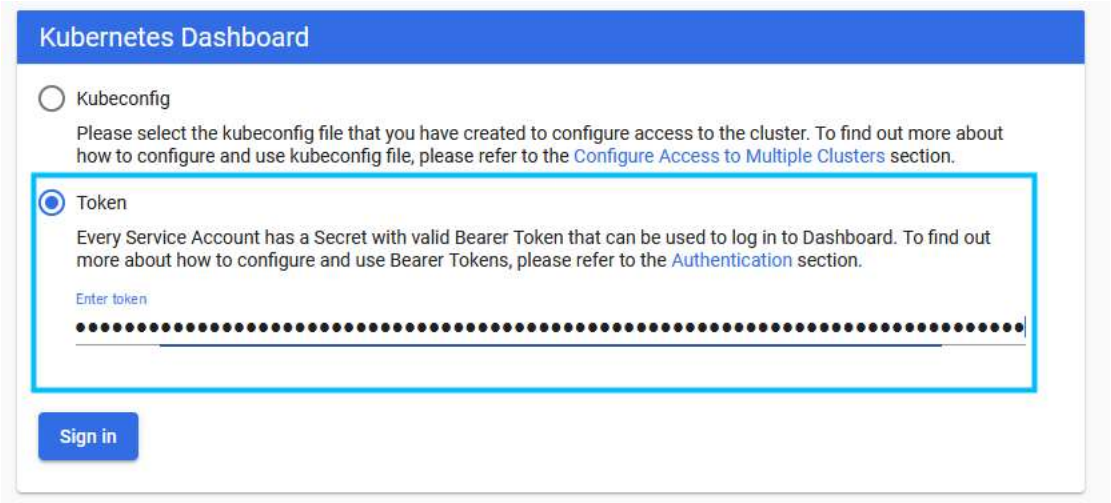 Kubernetes Dashboard
Kubeconfig
Please select the kubeconfig file that you have created to configure access to the cluster. To find out more about
how to configure and use kubeconfig file, please refer to the Configure Access to Multiple Clusters section.
Token
Every Service Account has a Secret with valid Bearer Token that can be used to log in to Dashboard. To find out
more about how to configure and use Bearer Tokens, please refer to the Authentication section.
Enter token
Sign in